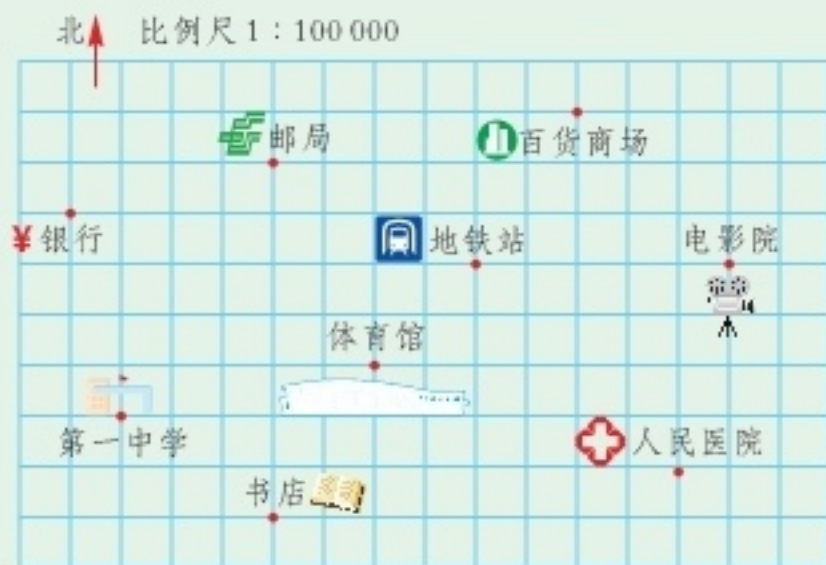 北 比例尺 1：100 000
邮局 百货商场
¥ 银行 地铁站 电影院
体育馆
第一中学 人民医院
书店